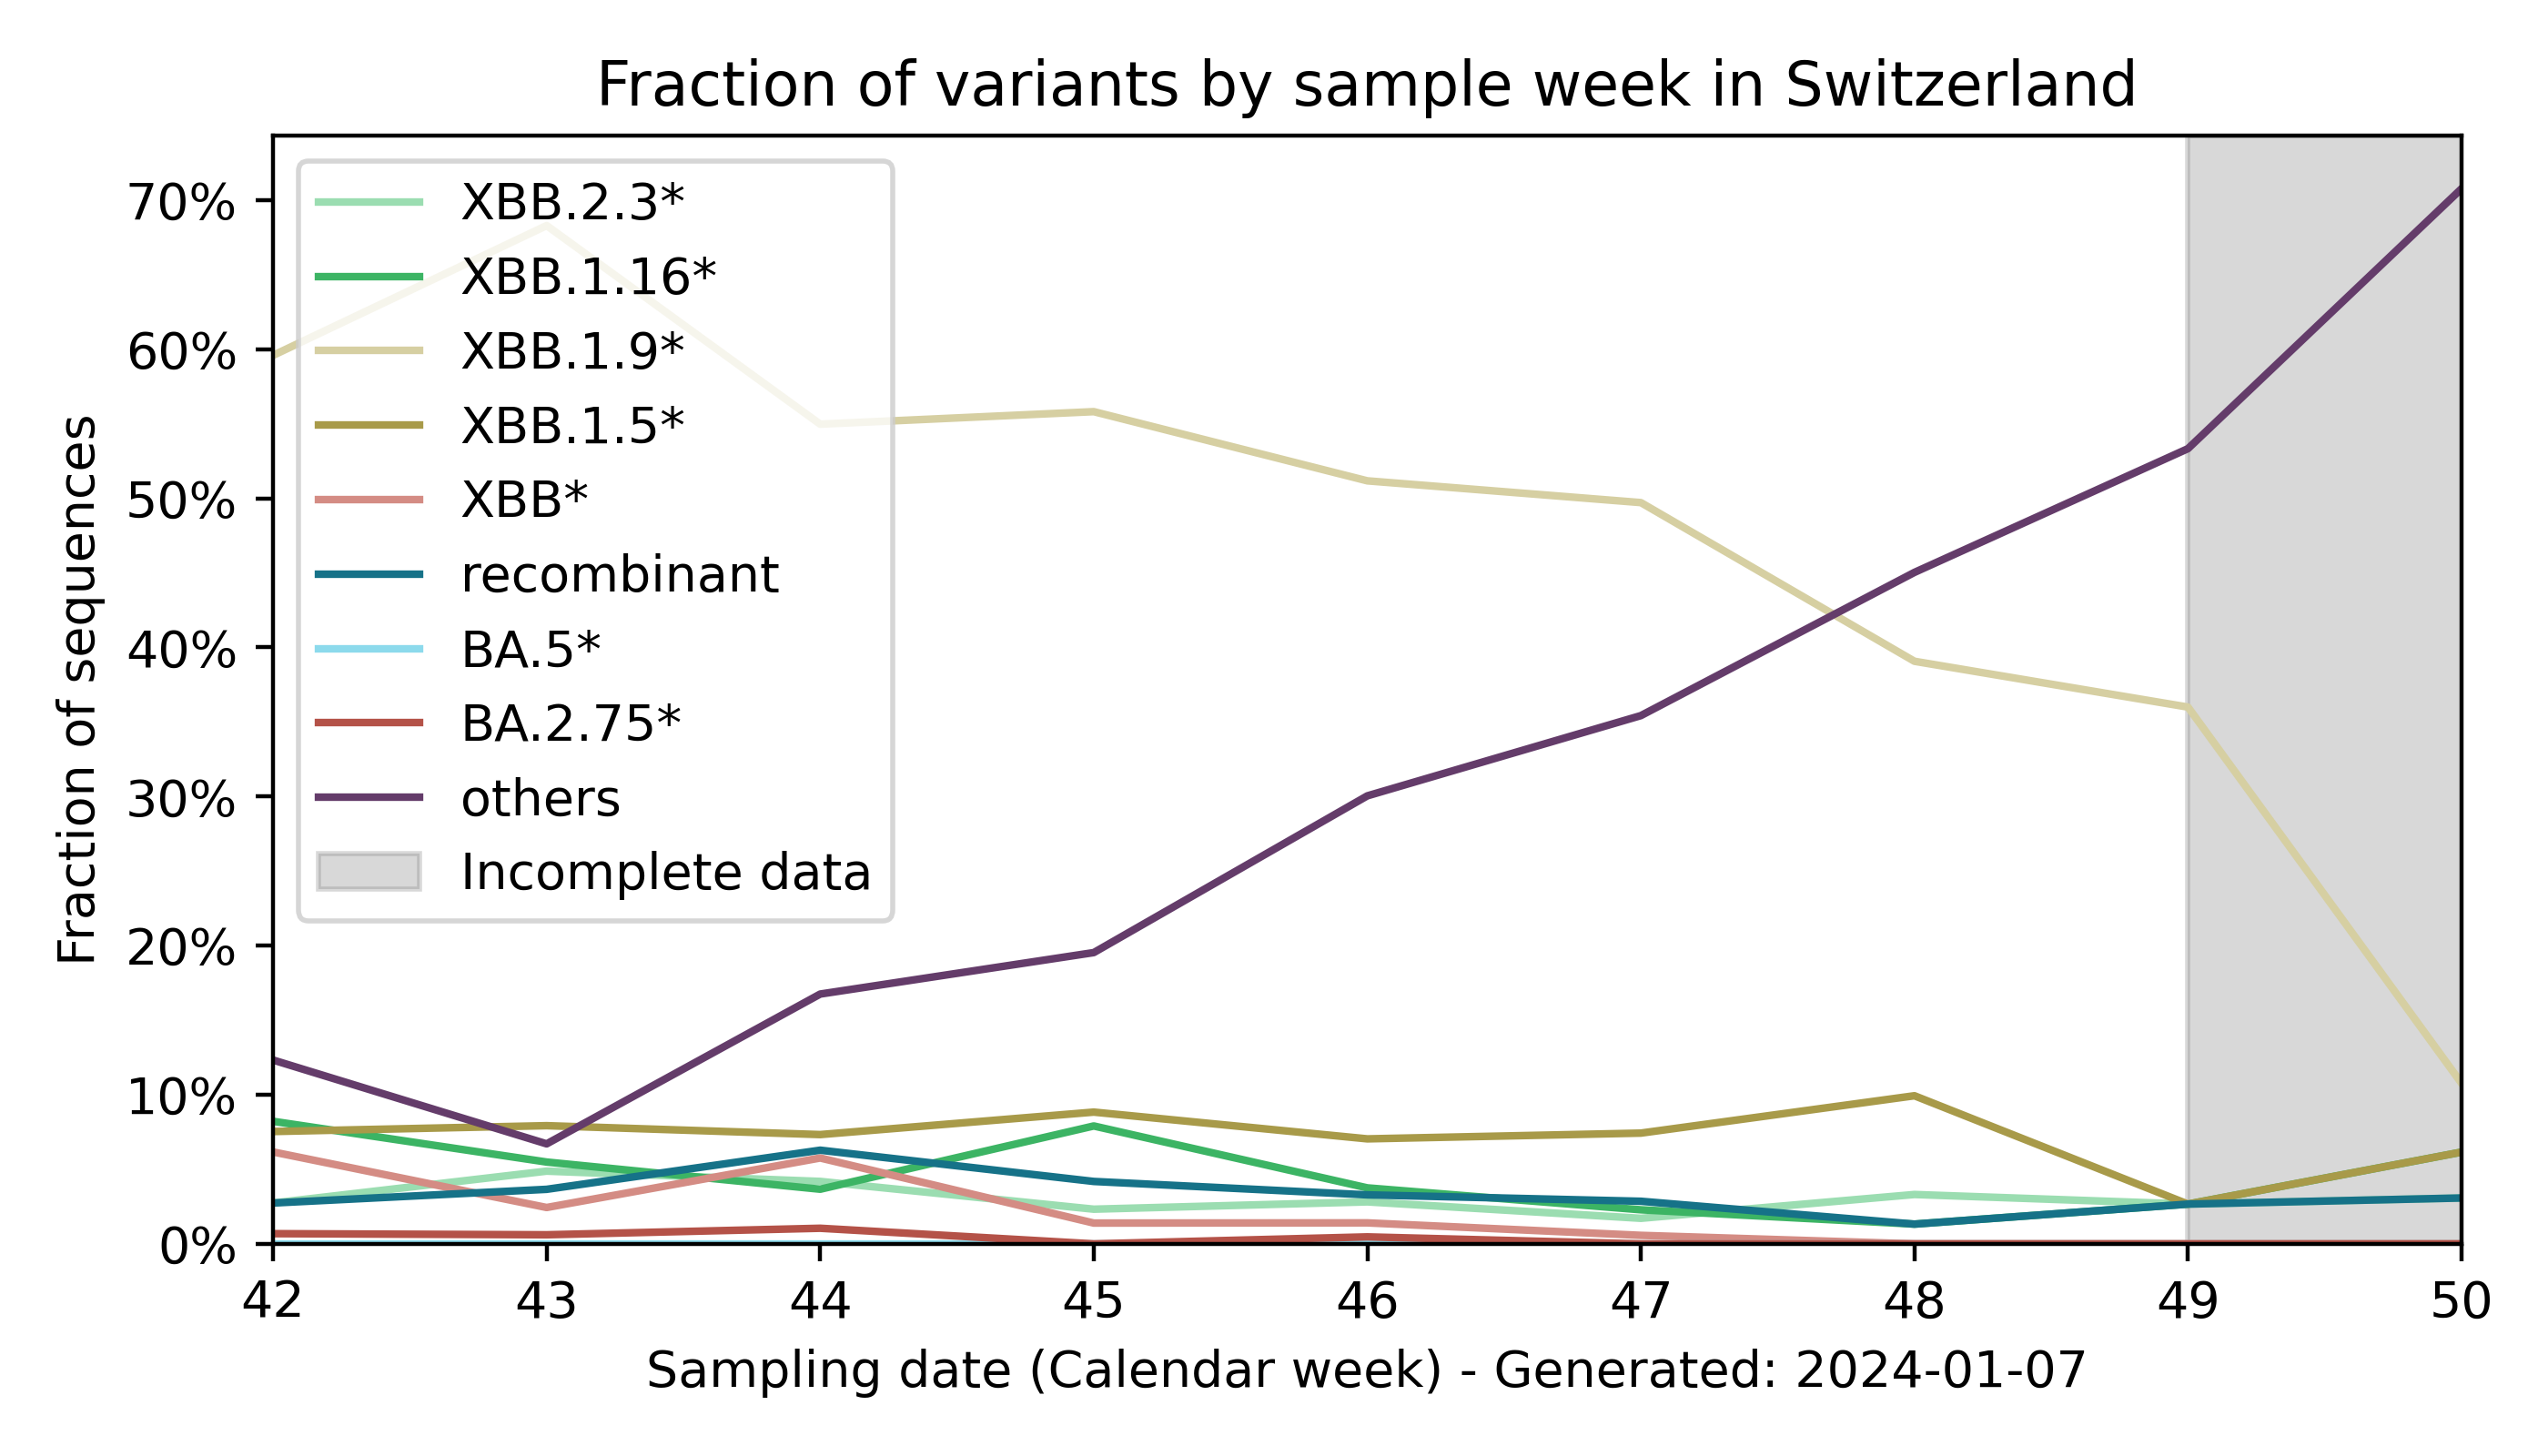 Fraction of variants by sample week in Switzerland
Fraction of sequences
70%
60%
50%
40%
30%
20%
10%
0%
XBB.2.3*
XBB.1.16*
XBB.1.9*
XBB.1.5*
XBB*
recombinant
BA.5*
BA.2.75*
others
Incomplete data
42 43 44 45 46 47 48 49 50
Sampling date (Calendar week) - Generated: 2024-01-07